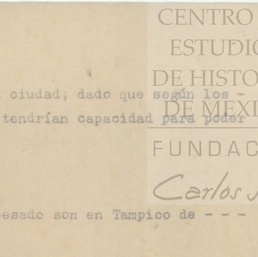 CENTRO
ESTUDIO
DE HISTO
DE MEXI
FUNDAC
Carlos
ciudad, dado que según los -
tendrían capacidad para poder
esado son en Tampico de - - -